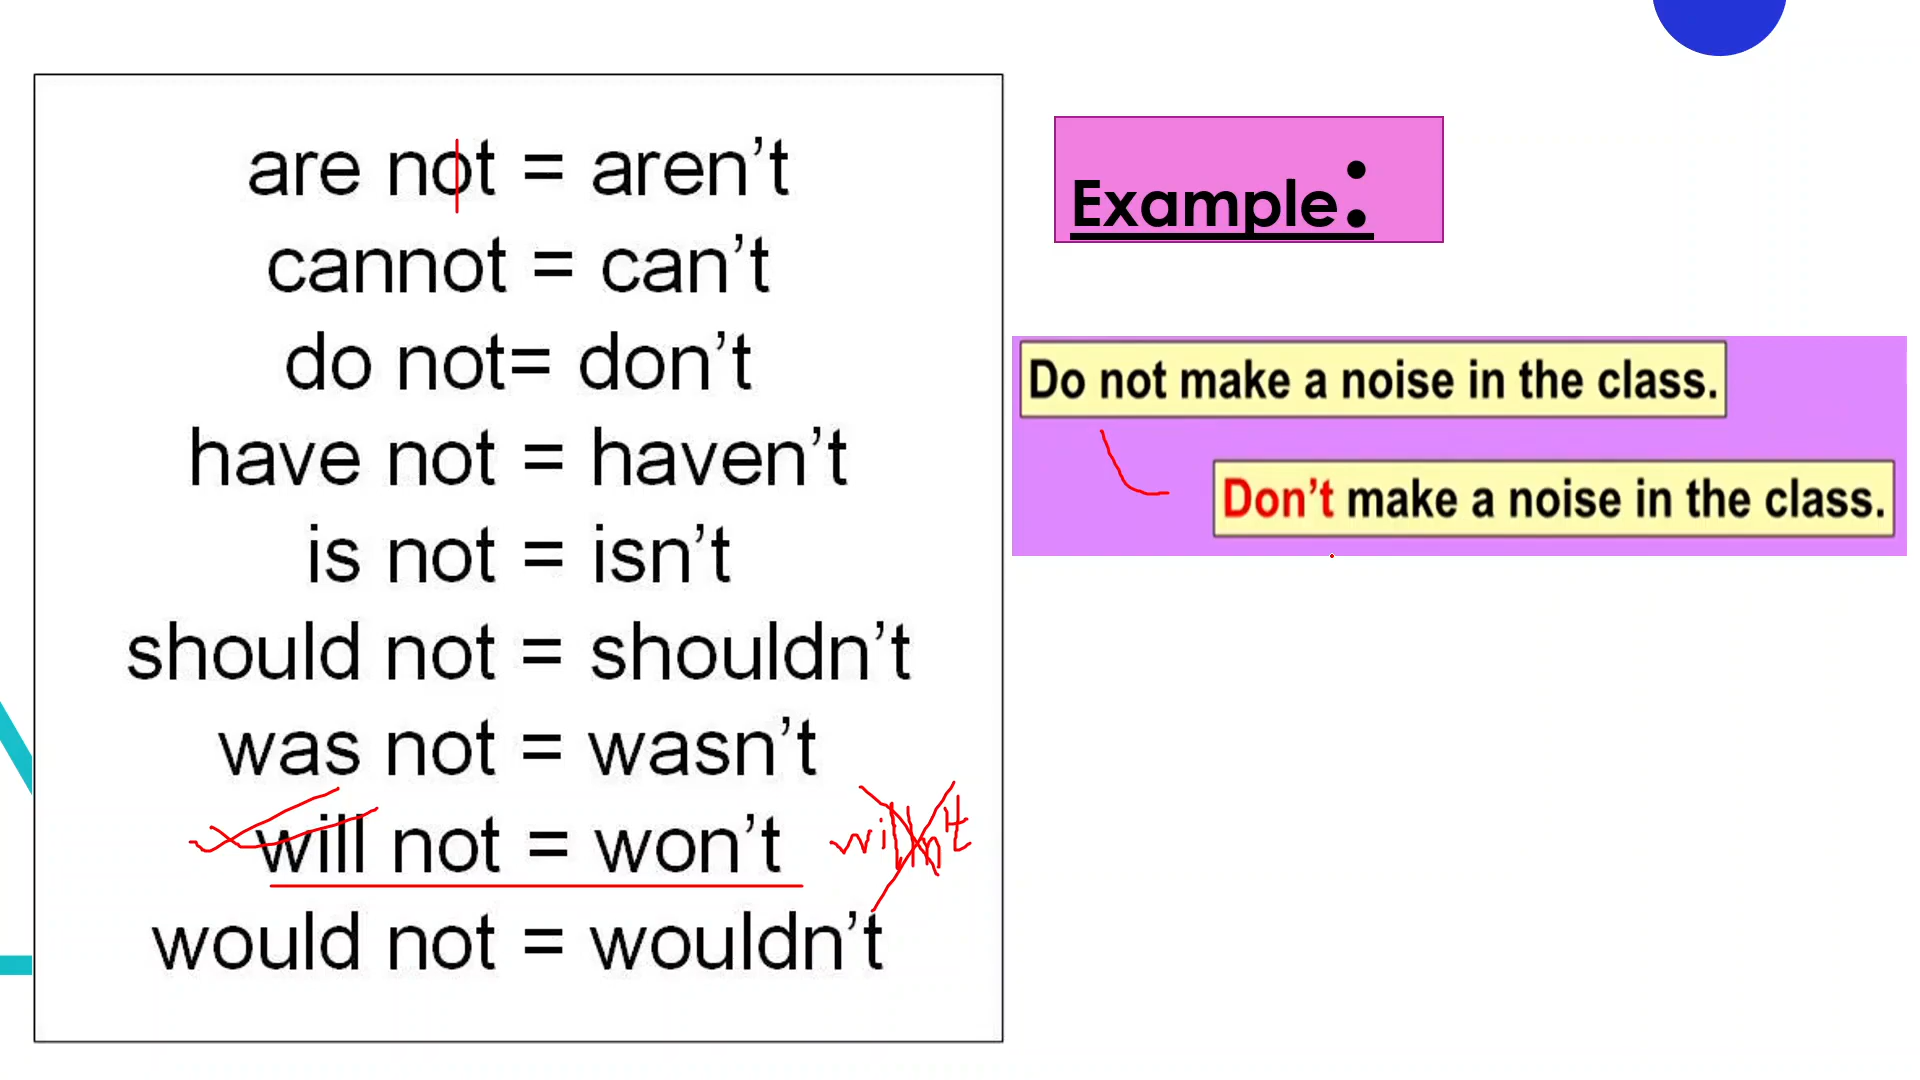 are not = aren’t
cannot = can’t
do not= don’t
have not = haven’t
is not = isn’t
should not = shouldn’t
was not = wasn’t
will not = won’t willn't
would not = wouldn’t
Example:
Do not make a noise in the class.
Don’t make a noise in the class.